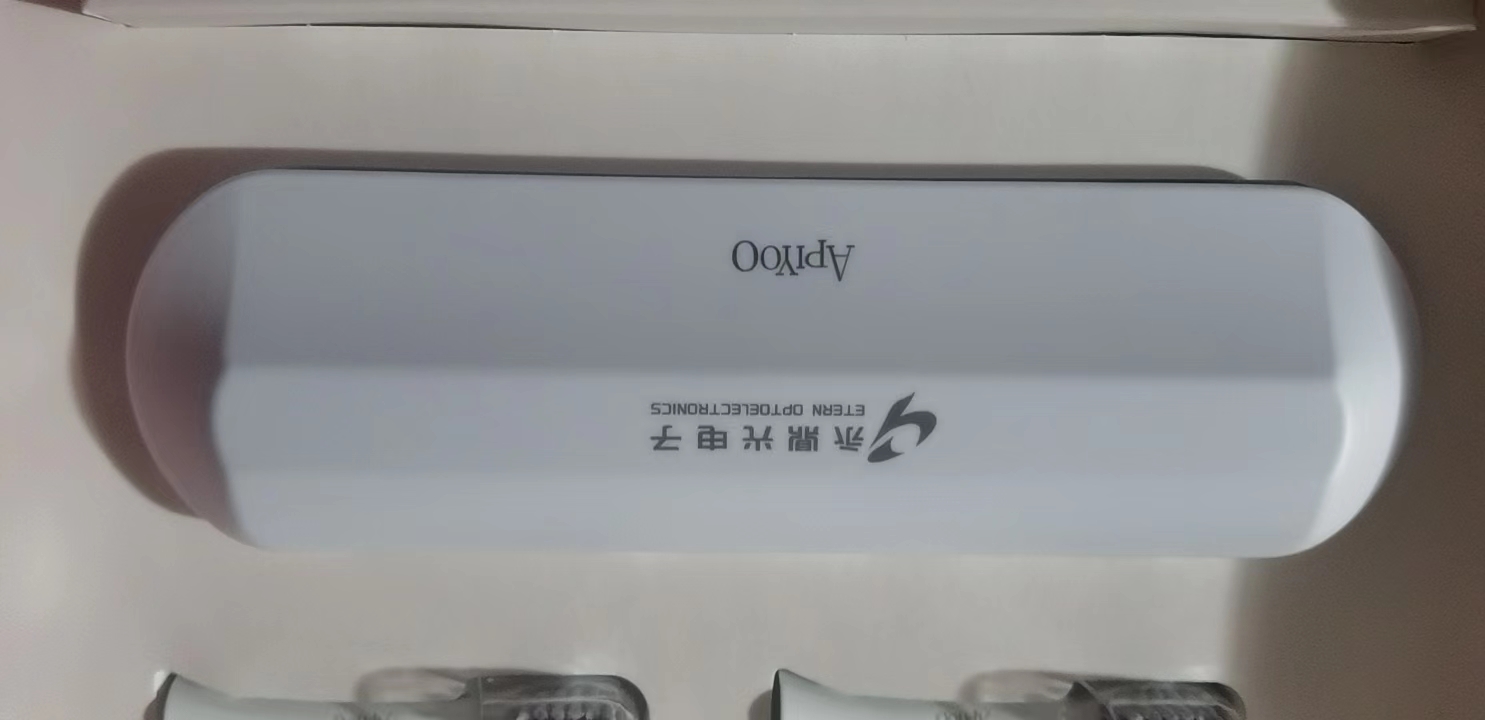 永鼎光电子
ETERN OPTOELECTRONICS
APIYOO